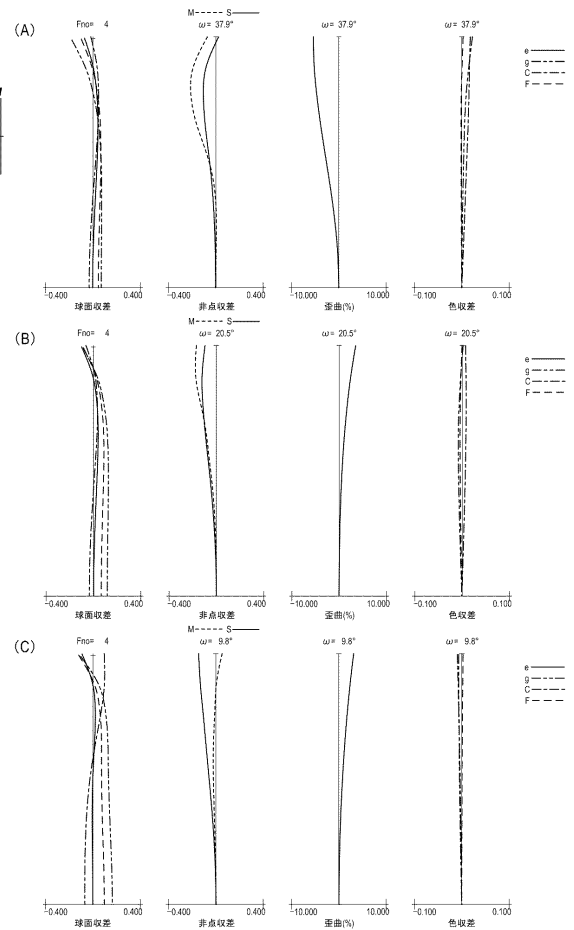 M S
(A) Fno= 4 ω= 37.9° ω= 37.9° ω= 37.9°
e
g
C
F
-0.400 0.400 -0.400 0.400 -10.000 10.000 -0.100 0.100
球面収差 非点収差 歪曲(%) 色収差
M S
(B) Fno= 4 ω= 20.5° ω= 20.5° ω= 20.5°
e
g
C
F
-0.400 0.400 -0.400 0.400 -10.000 10.000 -0.100 0.100
球面収差 非点収差 歪曲(%) 色収差
M S
(C) Fno= 4 ω= 9.8° ω= 9.8° ω= 9.8°
e
g
C
F
-0.400 0.400 -0.400 0.400 -10.000 10.000 -0.100 0.100
球面収差 非点収差 歪曲(%) 色収差